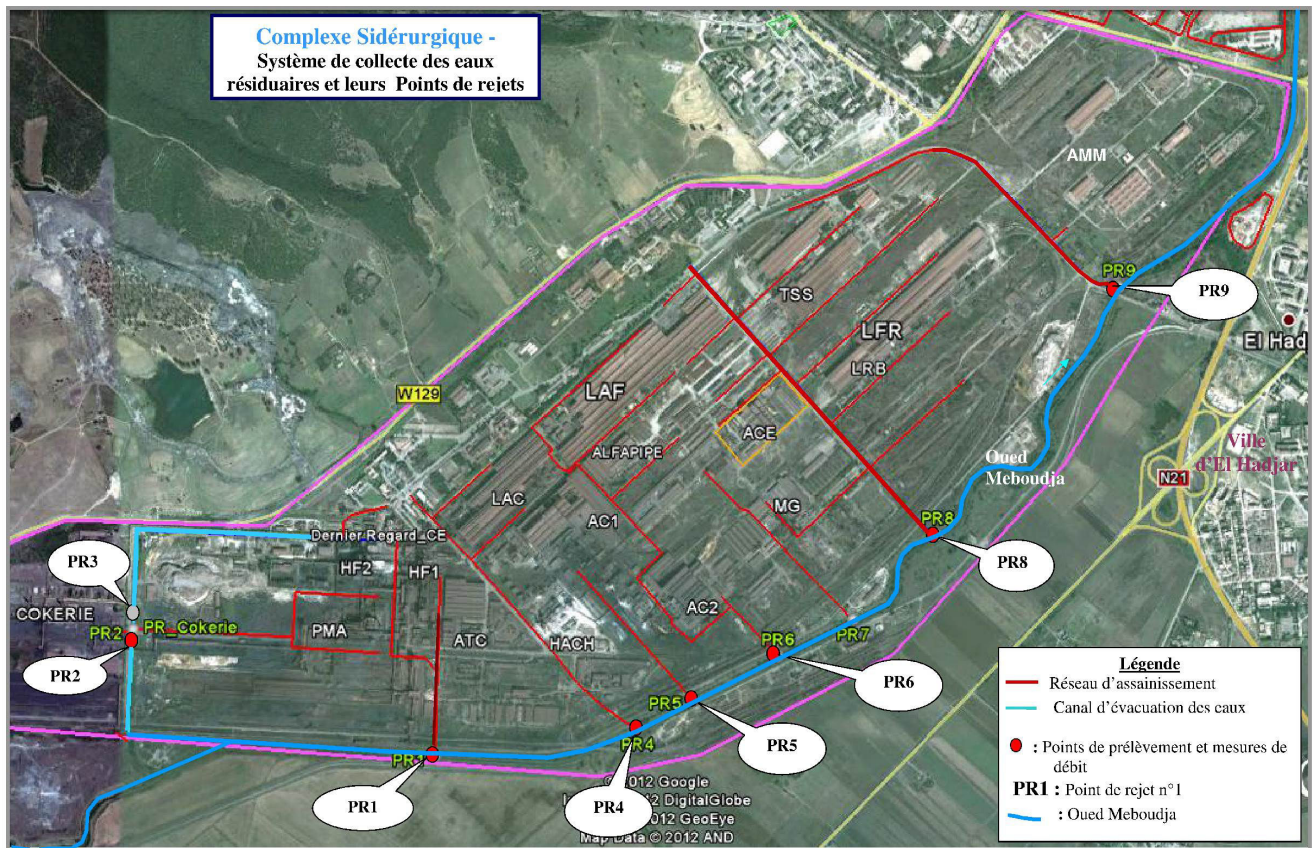 Complexe Sidérurgique -
Système de collecte des eaux
résiduaires et leurs Points de rejets
AMM
PR9
PR9
TSS
LFR
El Had
LRB
W129
LAF
ACE
ALFAPIPE
Ville
d'El Hadjar
N21
Oued
Meboudja
LAC
MG
AC1
PR8
PR8
Dernier Regard_CE
HF2
HF1
PR3
COKERIE
PR_Cokerie
PR2
PR2
PMA
ATC
HACH
AC2
PR7
PR6
PR6
PR5
PR5
PR4
PR4
PR1
Légende
Réseau d'assainissement
Canal d'évacuation des eaux
: Points de prélèvement et mesures de
débit
PR1 : Point de rejet n°1
: Oued Meboudja
2012 Google
DigitalGlobe
2012 GeoEye
Map Data © 2012 AND